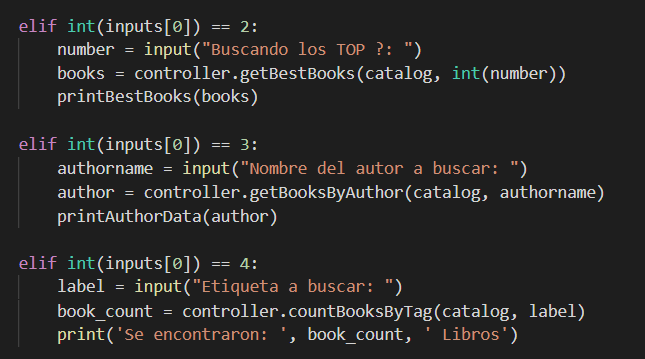 elif int(inputs[0]) == 2:
    number = input("Buscando los TOP ?: ")
    books = controller.getBestBooks(catalog, int(number))
    printBestBooks(books)

elif int(inputs[0]) == 3:
    authorname = input("Nombre del autor a buscar: ")
    author = controller.getBooksByAuthor(catalog, authorname)
    printAuthorData(author)

elif int(inputs[0]) == 4:
    label = input("Etiqueta a buscar: ")
    book_count = controller.countBooksByTag(catalog, label)
    print('Se encontraron: ', book_count, ' Libros')